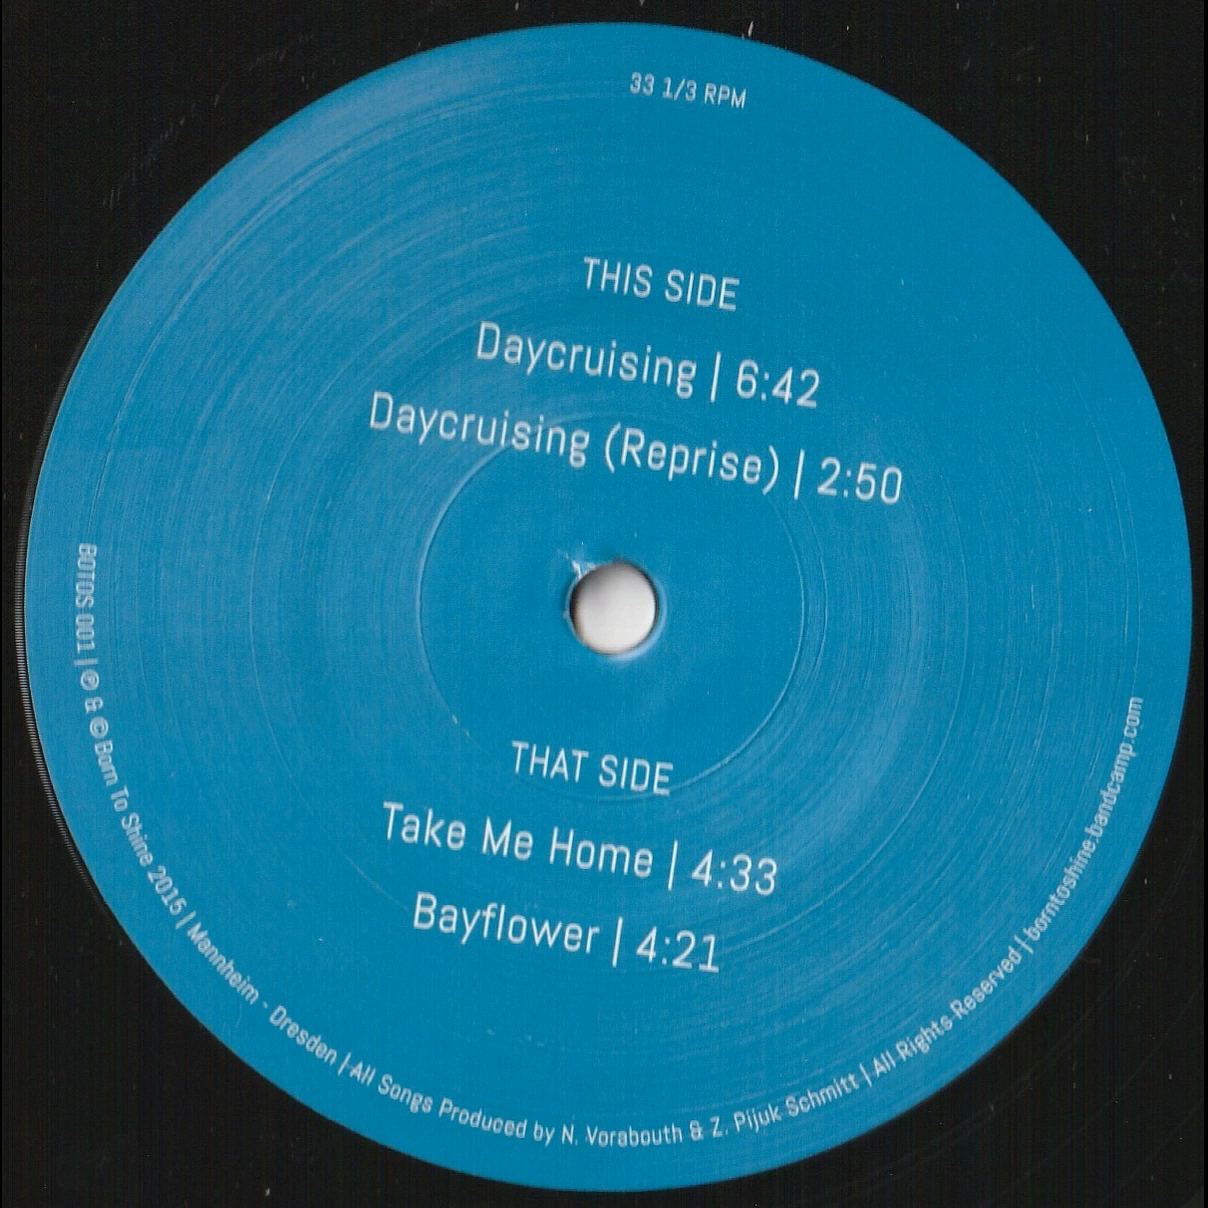 33 1/3 RPM
THIS SIDE
Daycruising | 6:42
Daycruising (Reprise) | 2:50
THAT SIDE
Take Me Home | 4:33
Bayflower | 4:21
BOTOS 001 | ℗ & © Born To Shine 2015 | Mannheim - Dresden | All Songs Produced by N. Vorabouth & Z. Pijuk Schmitt | All Rights Reserved | borntoshine.bandcamp.com